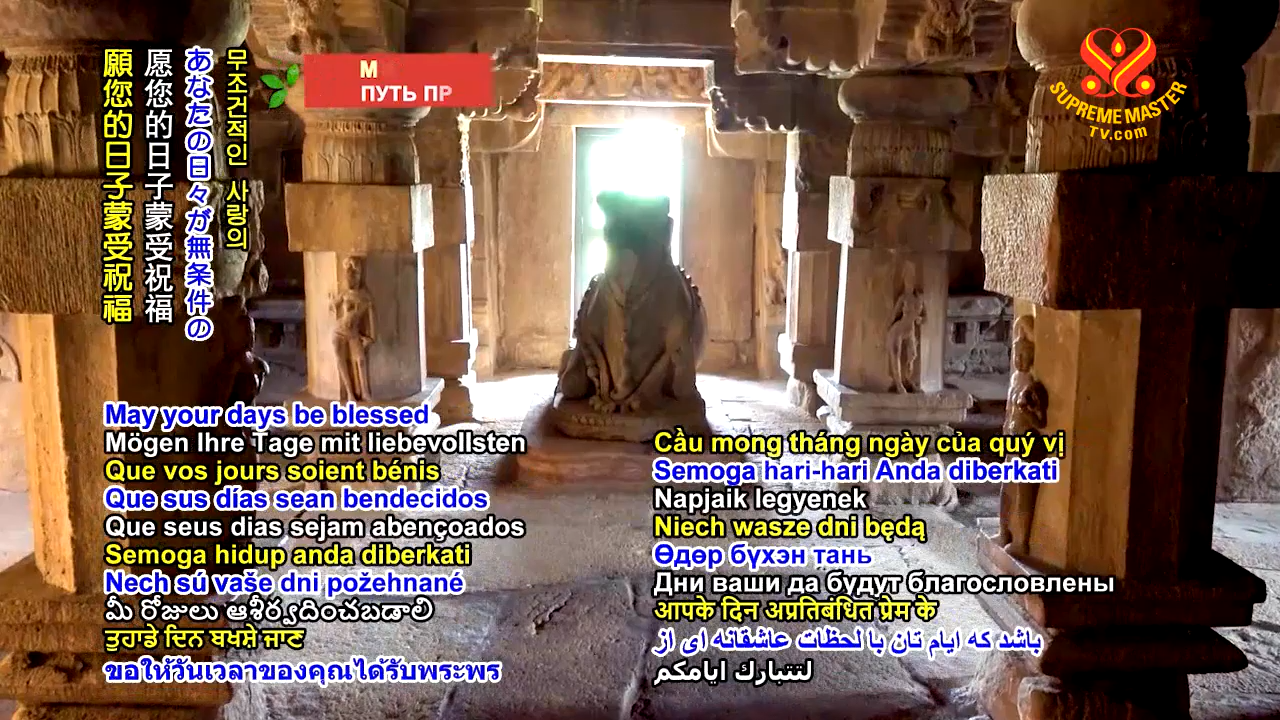 願您的日子蒙受祝福
愿您的日子蒙受祝福
あなたの日々が無条件の
무조건적인 사랑의
М
ПУТЬ ПР
SUPREME MASTER
TV.com
May your days be blessed
Mögen Ihre Tage mit liebevollsten
Que vos jours soient bénis
Que sus días sean bendecidos
Que seus dias sejam abençoados
Semoga hidup anda diberkati
Nech sú vaše dni požehnané
మీ రోజులు ఆశీర్వదించబడాలి
ਤੁਹਾਡੇ ਦਿਨ ਬਖਸ਼ੇ ਜਾਣ
ขอให้วันเวลาของคุณได้รับพระพร
Cầu mong tháng ngày của quý vị
Semoga hari-hari Anda diberkati
Napjaik legyenek
Niech wasze dni będą
Өдөр бүхэн тань
Дни ваши да будут благословлены
आपके दिन अप्रतिबंधित प्रेम के
باشد که ایام تان با لحظات عاشقانه ای از
لتتبارك ايامكم